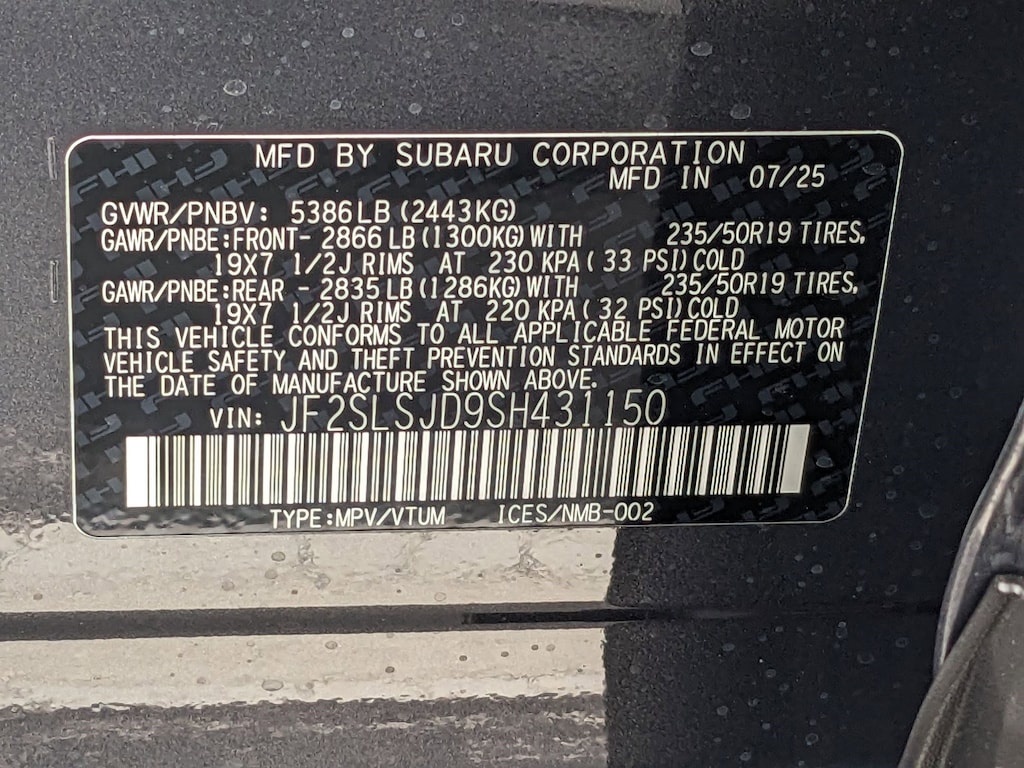 MFD BY SUBARU CORPORATION
MFD IN 07/25
GVWR/PNBV: 5386LB (2443KG)
GAWR/PNBE:FRONT- 2866 LB (1300KG) WITH 235/50R19 TIRES,
19X7 1/2J RIMS AT 230 KPA ( 33 PSI) COLD
GAWR/PNBE:REAR - 2835 LB (1286KG) WITH 235/50R19 TIRES,
19X7 1/2J RIMS AT 220 KPA ( 32 PSI) COLD
THIS VEHICLE CONFORMS TO ALL APPLICABLE FEDERAL MOTOR
VEHICLE SAFETY AND THEFT PREVENTION STANDARDS IN EFFECT ON
THE DATE OF MANUFACTURE SHOWN ABOVE.
VIN: JF2SLSJD9SH431150
TYPE:MPV/VTUM ICES/NMB-002